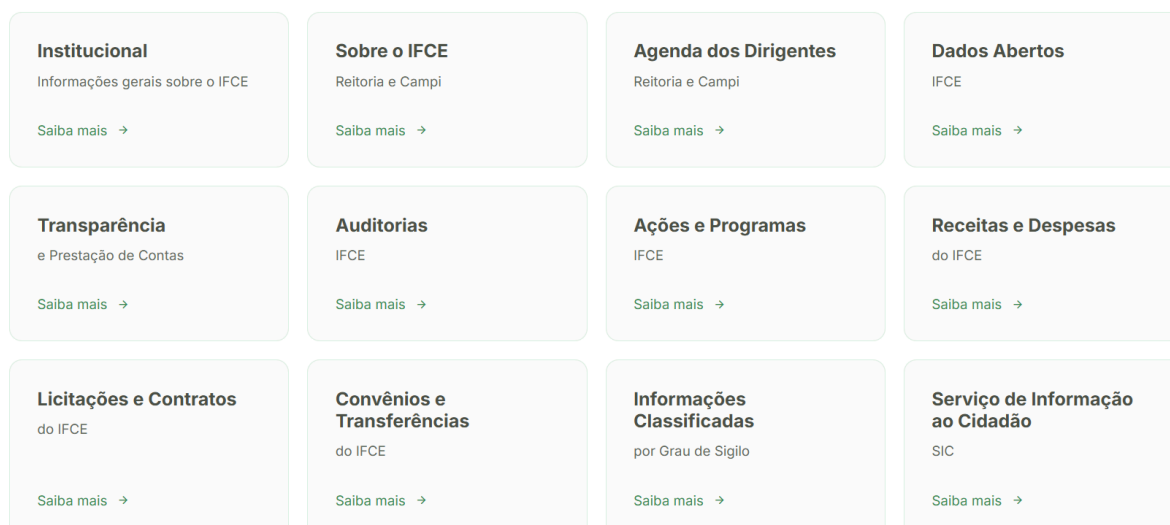 Institucional
Informações gerais sobre o IFCE
Saiba mais →
Sobre o IFCE
Reitoria e Campi
Saiba mais →
Agenda dos Dirigentes
Reitoria e Campi
Saiba mais →
Dados Abertos
IFCE
Saiba mais →
Transparência
e Prestação de Contas
Saiba mais →
Auditorias
IFCE
Saiba mais →
Ações e Programas
IFCE
Saiba mais →
Receitas e Despesas
do IFCE
Saiba mais →
Licitações e Contratos
do IFCE
Saiba mais →
Convênios e
Transferências
do IFCE
Saiba mais →
Informações
Classificadas
por Grau de Sigilo
Saiba mais →
Serviço de Informação
ao Cidadão
SIC
Saiba mais →